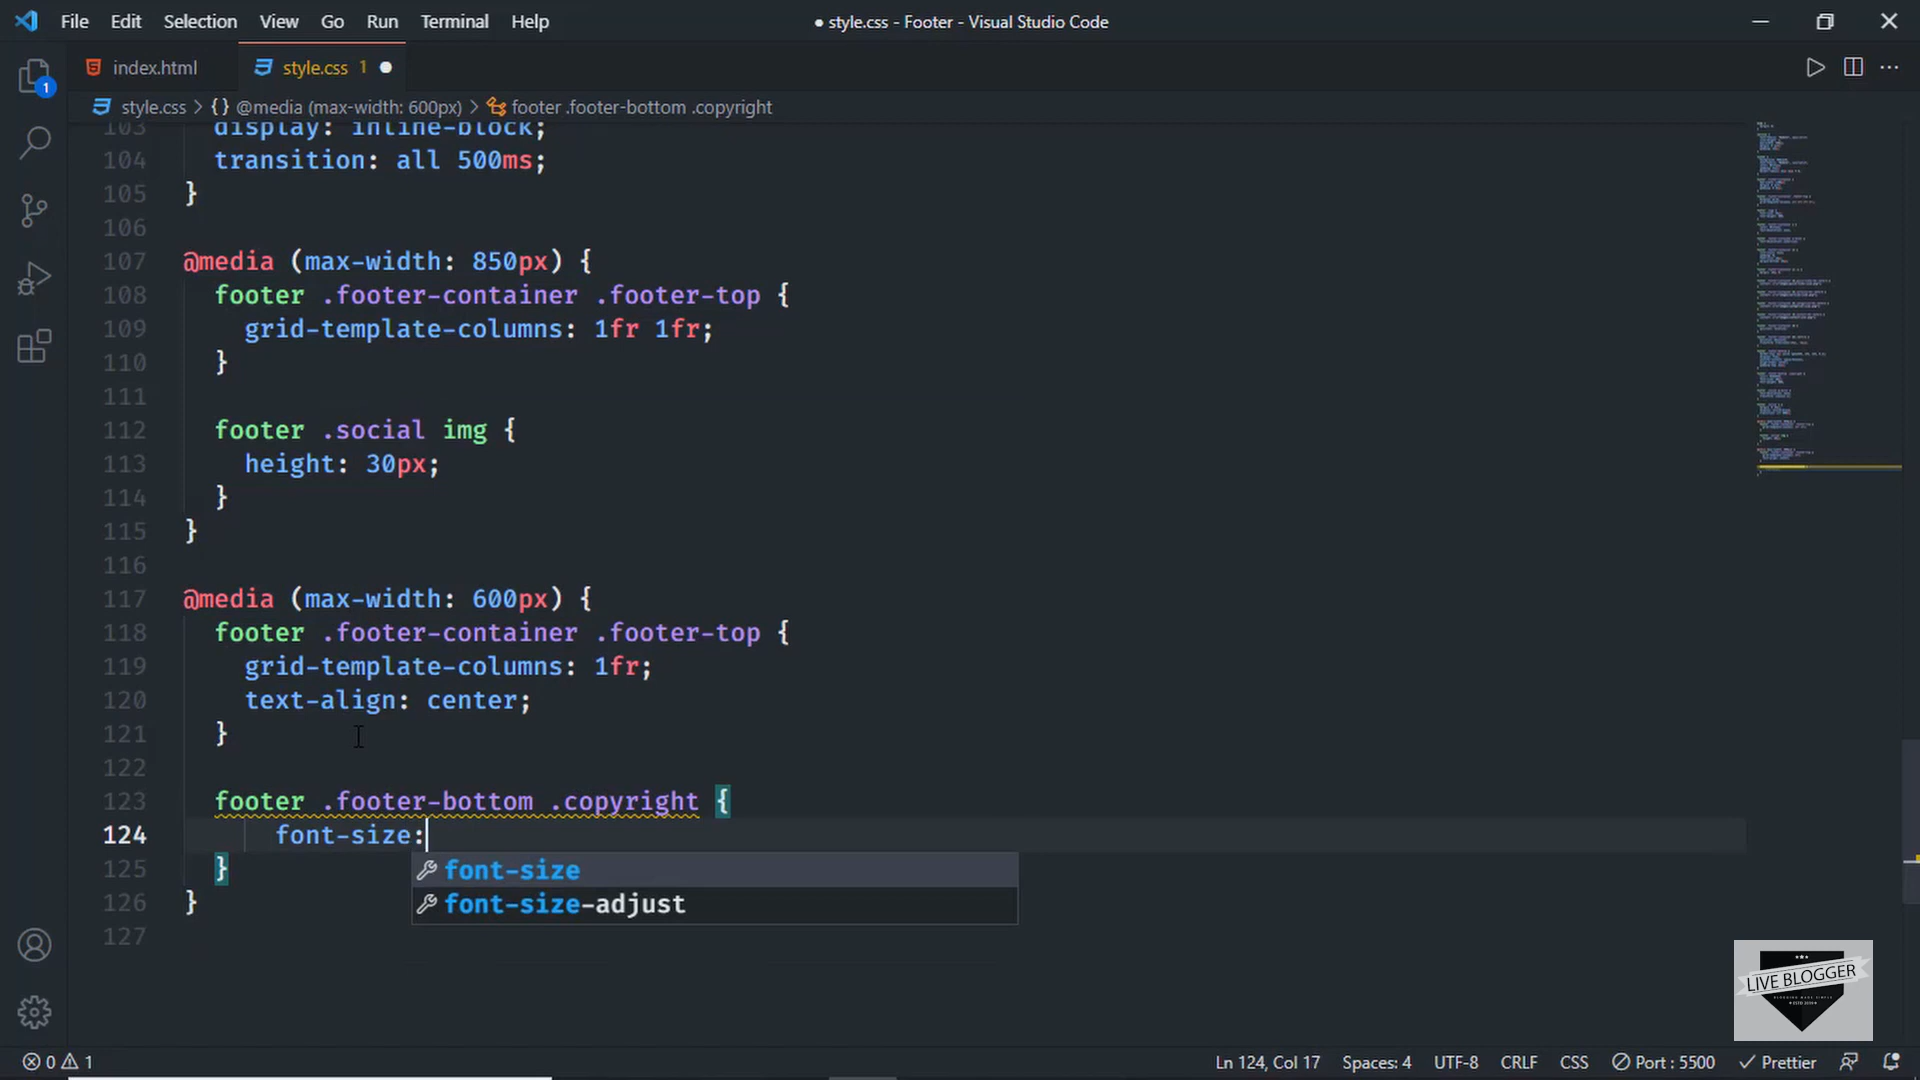 File Edit Selection View Go Run Terminal Help
● style.css - Footer - Visual Studio Code
index.html
style.css 1
style.css > {} @media (max-width: 600px) > footer .footer-bottom .copyright
1
103 display: inline-block;
104 transition: all 500ms;
105 }
106
107 @media (max-width: 850px) {
108 footer .footer-container .footer-top {
109 grid-template-columns: 1fr 1fr;
110 }
111
112 footer .social img {
113 height: 30px;
114 }
115 }
116
117 @media (max-width: 600px) {
118 footer .footer-container .footer-top {
119 grid-template-columns: 1fr;
120 text-align: center;
121 }
122
123 footer .footer-bottom .copyright {
124 font-size:
125 }
font-size
126 }
font-size-adjust
127
LIVE BLOGGER
0 1
Ln 124, Col 17 Spaces: 4 UTF-8 CRLF CSS Port : 5500 Prettier